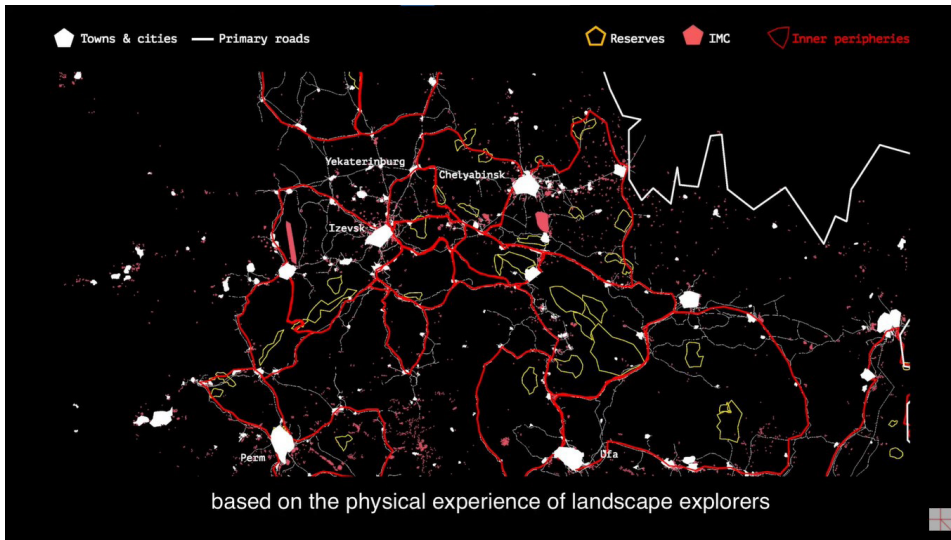 Towns & cities
Primary roads
Reserves
IMC
Inner peripheries
Yekaterinburg
Chelyabinsk
Izevsk
Perm
Ufa
based on the physical experience of landscape explorers